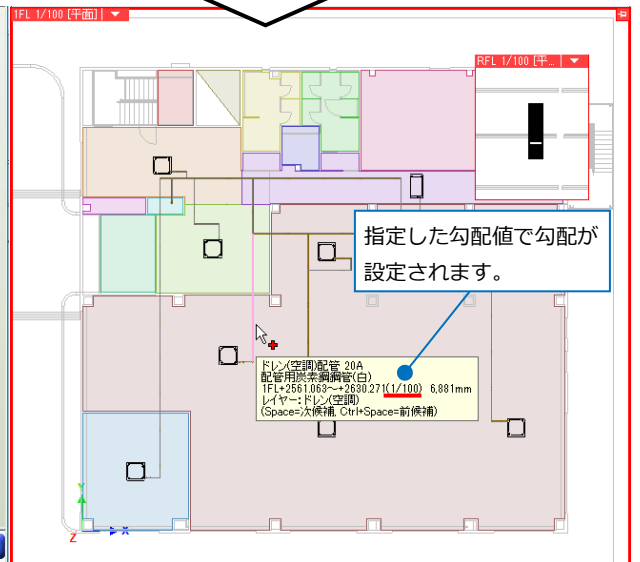 1FL 1/100 [平面]
RFL 1/100 [平...
指定した勾配値で勾配が
設定されます。
ドレン(空調)配管 20A
配管用炭素鋼鋼管(白)
1FL+2561.063～+2630.271(1/100) 6,881mm
レイヤー:ドレン(空調)
(Space=次候補, Ctrl+Space=前候補)
Y
X
Z